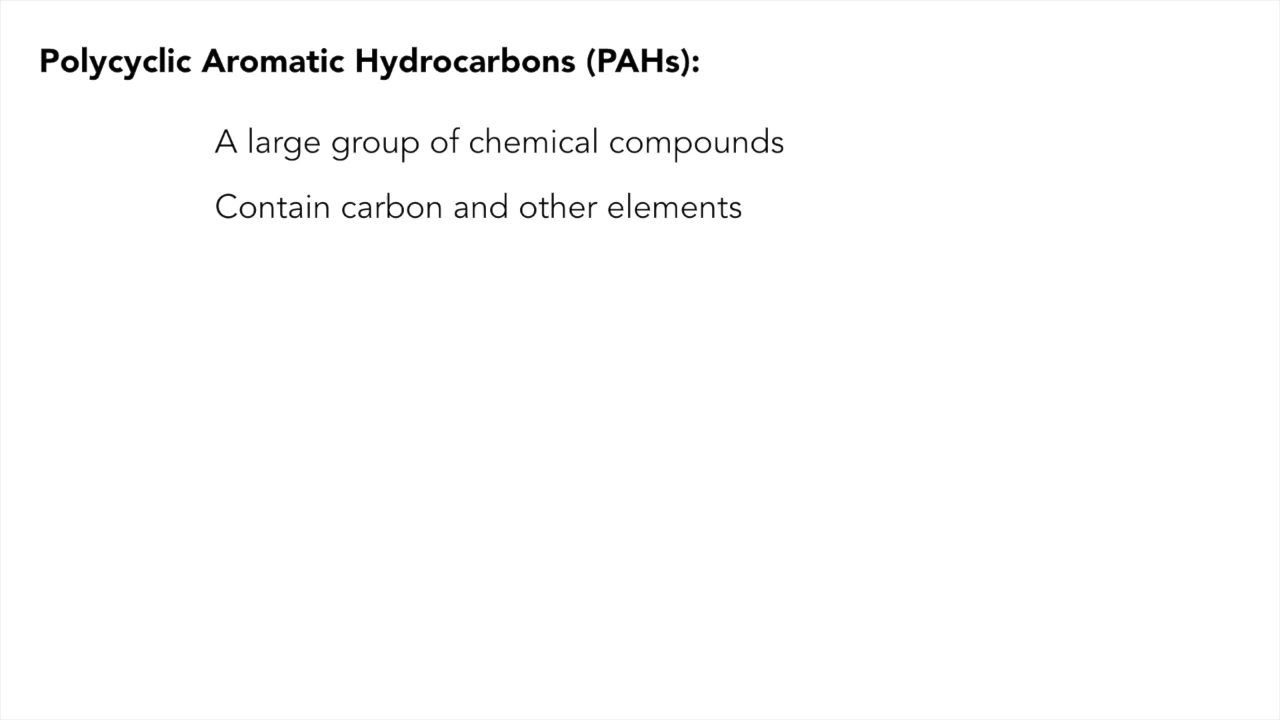 Polycyclic Aromatic Hydrocarbons (PAHs):
A large group of chemical compounds
Contain carbon and other elements